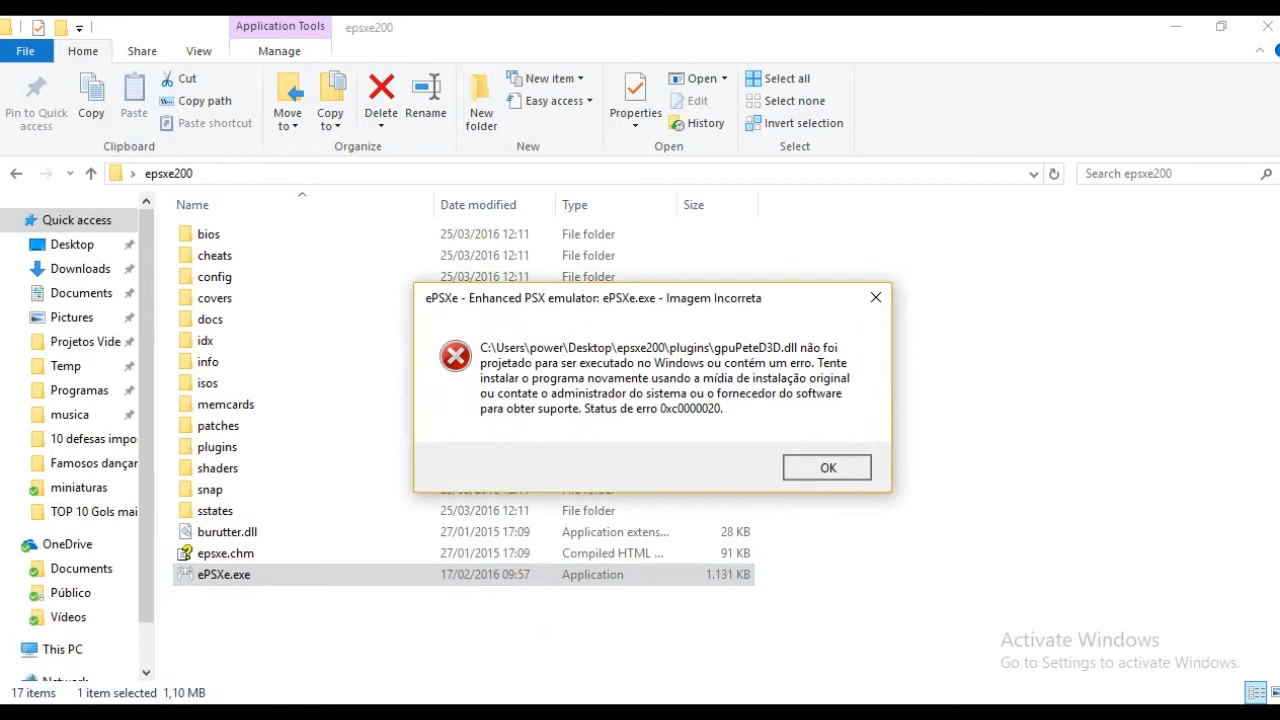 Application Tools
epsxe200
File
Home
Share
View
Manage
Pin to Quick access
Copy
Paste
Cut
Copy path
Paste shortcut
Clipboard
Move to
Copy to
Delete
Rename
Organize
New folder
New item
Easy access
New
Properties
Open
Edit
History
Open
Select all
Select none
Invert selection
Select
epsxe200
Search epsxe200
Quick access
Desktop
Downloads
Documents
Pictures
Projetos Vide
Temp
Programas
musica
10 defesas impo
Famosos dançar
miniaturas
TOP 10 Gols mai
OneDrive
Documents
Público
Vídeos
This PC
Network
Name
Date modified
Type
Size
bios 25/03/2016 12:11 File folder
cheats 25/03/2016 12:11 File folder
config 25/03/2016 12:11 File folder
covers
docs
idx
info
isos
memcards
patches
plugins
shaders
snap
sstates 25/03/2016 12:11 File folder
burutter.dll 27/01/2015 17:09 Application extens... 28 KB
epsxe.chm 27/01/2015 17:09 Compiled HTML ... 91 KB
ePSXe.exe 17/02/2016 09:57 Application 1.131 KB
ePSXe - Enhanced PSX emulator: ePSXe.exe - Imagem Incorreta
C:\Users\power\Desktop\epsxe200\plugins\gpuPeteD3D.dll não foi
projetado para ser executado no Windows ou contém um erro. Tente
instalar o programa novamente usando a mídia de instalação original
ou contate o administrador do sistema ou o fornecedor do software
para obter suporte. Status de erro 0xc0000020.
OK
Activate Windows
Go to Settings to activate Windows.
17 items 1 item selected 1,10 MB